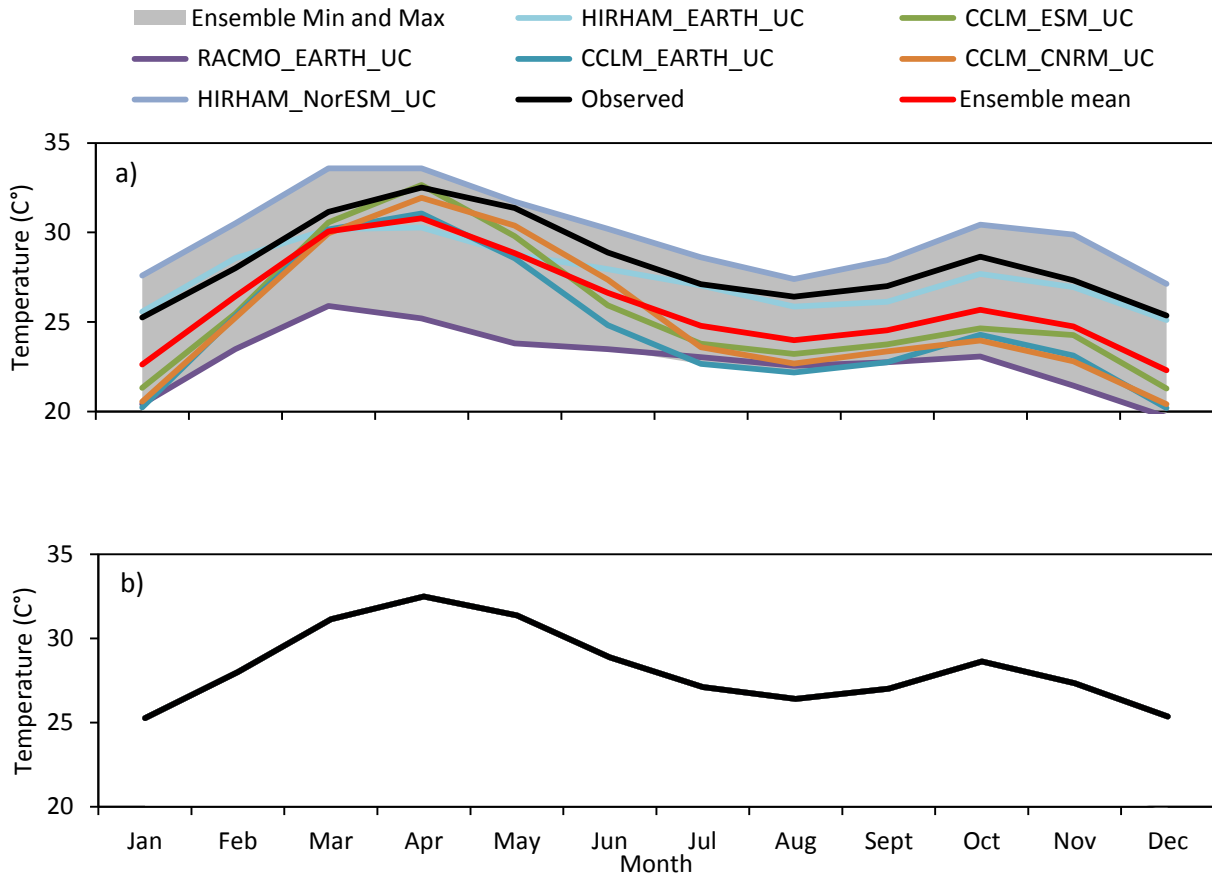 Ensemble Min and Max HIRHAM_EARTH_UC CCLM_ESM_UC
RACMO_EARTH_UC CCLM_EARTH_UC CCLM_CNRM_UC
HIRHAM_NorESM_UC Observed Ensemble mean
a)
Temperature (C°)
35
30
25
20
b)
Temperature (C°)
35
30
25
20
Jan Feb Mar Apr May Jun Jul Aug Sept Oct Nov Dec
Month